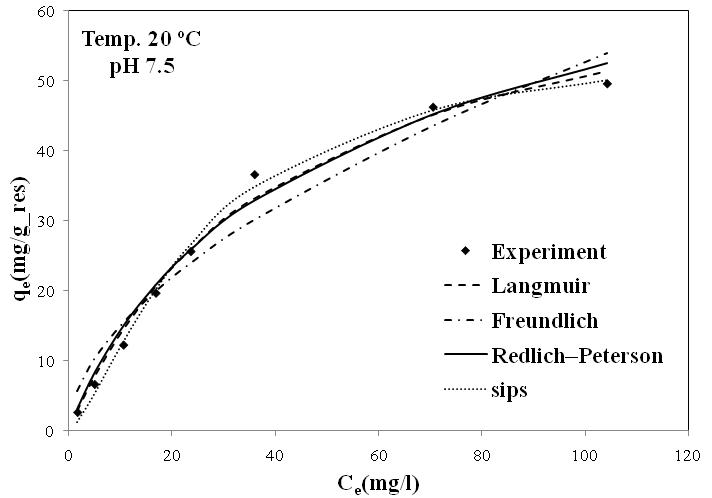 60
50
40
30
20
10
0
qe(mg/g_res)
Temp. 20 ºC
pH 7.5
Experiment
Langmuir
Freundlich
Redlich–Peterson
sips
0 20 40 60 80 100 120
Ce(mg/l)